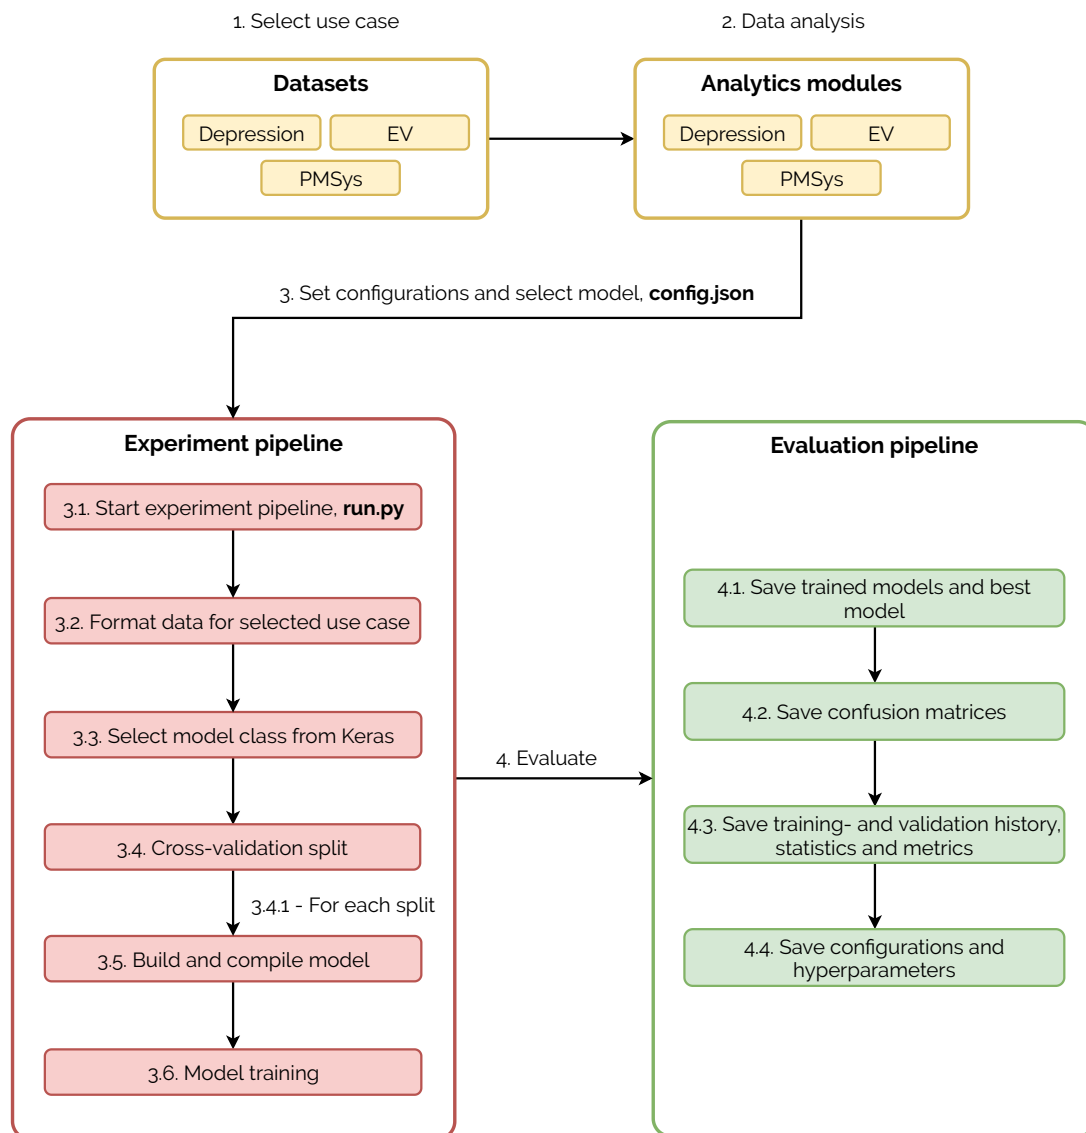 1. Select use case
2. Data analysis
Datasets
Depression
EV
PMSys
Analytics modules
Depression
EV
PMSys
3. Set configurations and select model, config.json
Experiment pipeline
3.1. Start experiment pipeline, run.py
3.2. Format data for selected use case
3.3. Select model class from Keras
3.4. Cross-validation split
3.4.1 - For each split
3.5. Build and compile model
3.6. Model training
4. Evaluate
Evaluation pipeline
4.1. Save trained models and best
model
4.2. Save confusion matrices
4.3. Save training- and validation history,
statistics and metrics
4.4. Save configurations and
hyperparameters